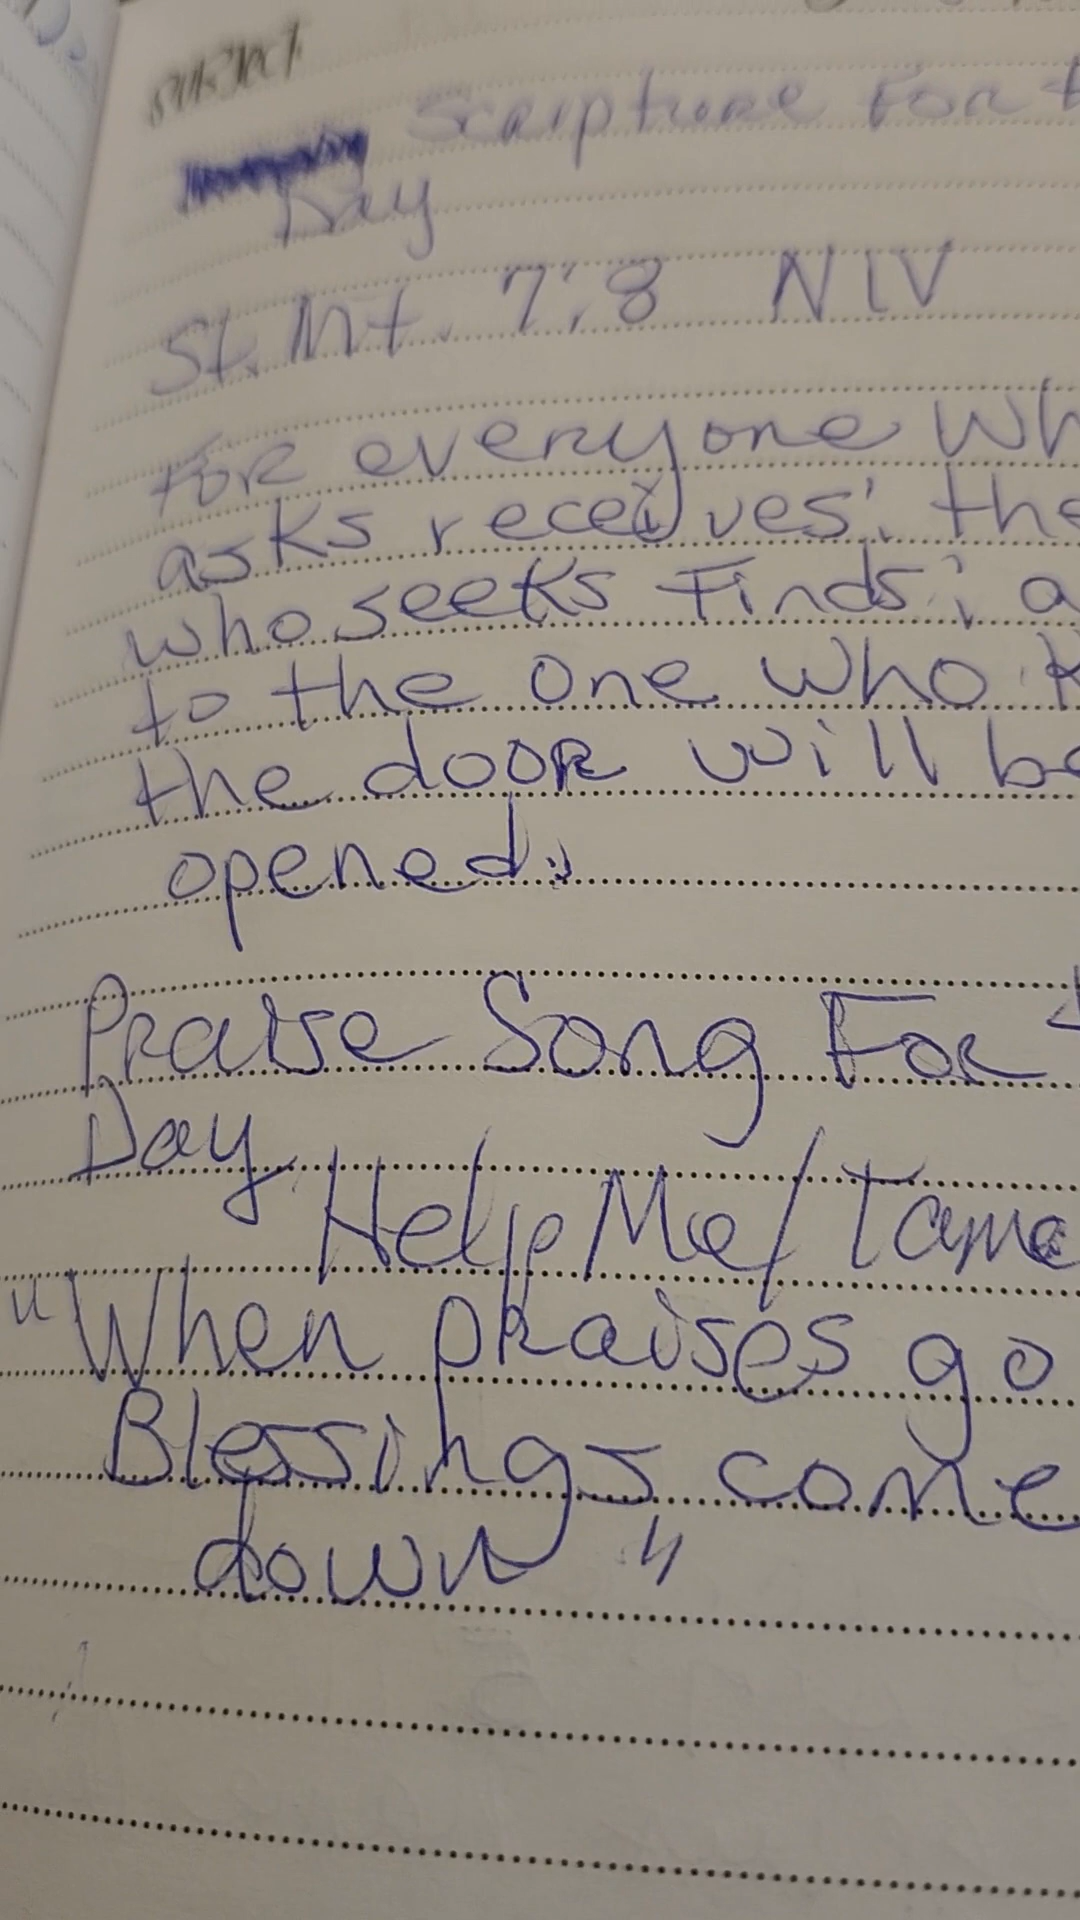 SUBJECT
Scripture For t
Day
St. Mt. 7:8 NIV
For everyone Wh
asks receives; the
who seeks Finds; a
to the one who K
the door will be
opened.
Praise Song For t
Day
Help Me/Tame
"When praises go
Blessings come
down"